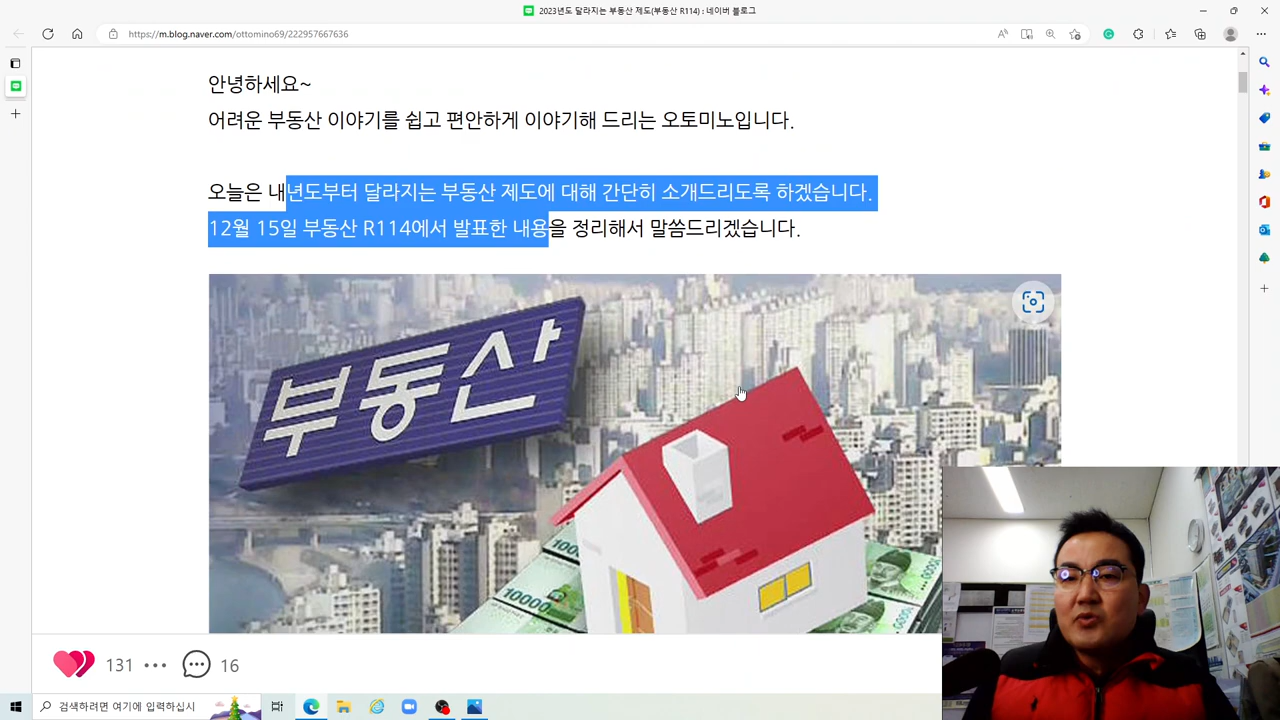 2023년도 달라지는 부동산 제도(부동산 R114) : 네이버 블로그
https://m.blog.naver.com/ottomino69/222957667636
안녕하세요~
어려운 부동산 이야기를 쉽고 편안하게 이야기해 드리는 오토미노입니다.
오늘은 내년도부터 달라지는 부동산 제도에 대해 간단히 소개드리도록 하겠습니다.
12월 15일 부동산 R114에서 발표한 내용을 정리해서 말씀드리겠습니다.
부동산
10000
131
16
검색하려면 여기에 입력하십시